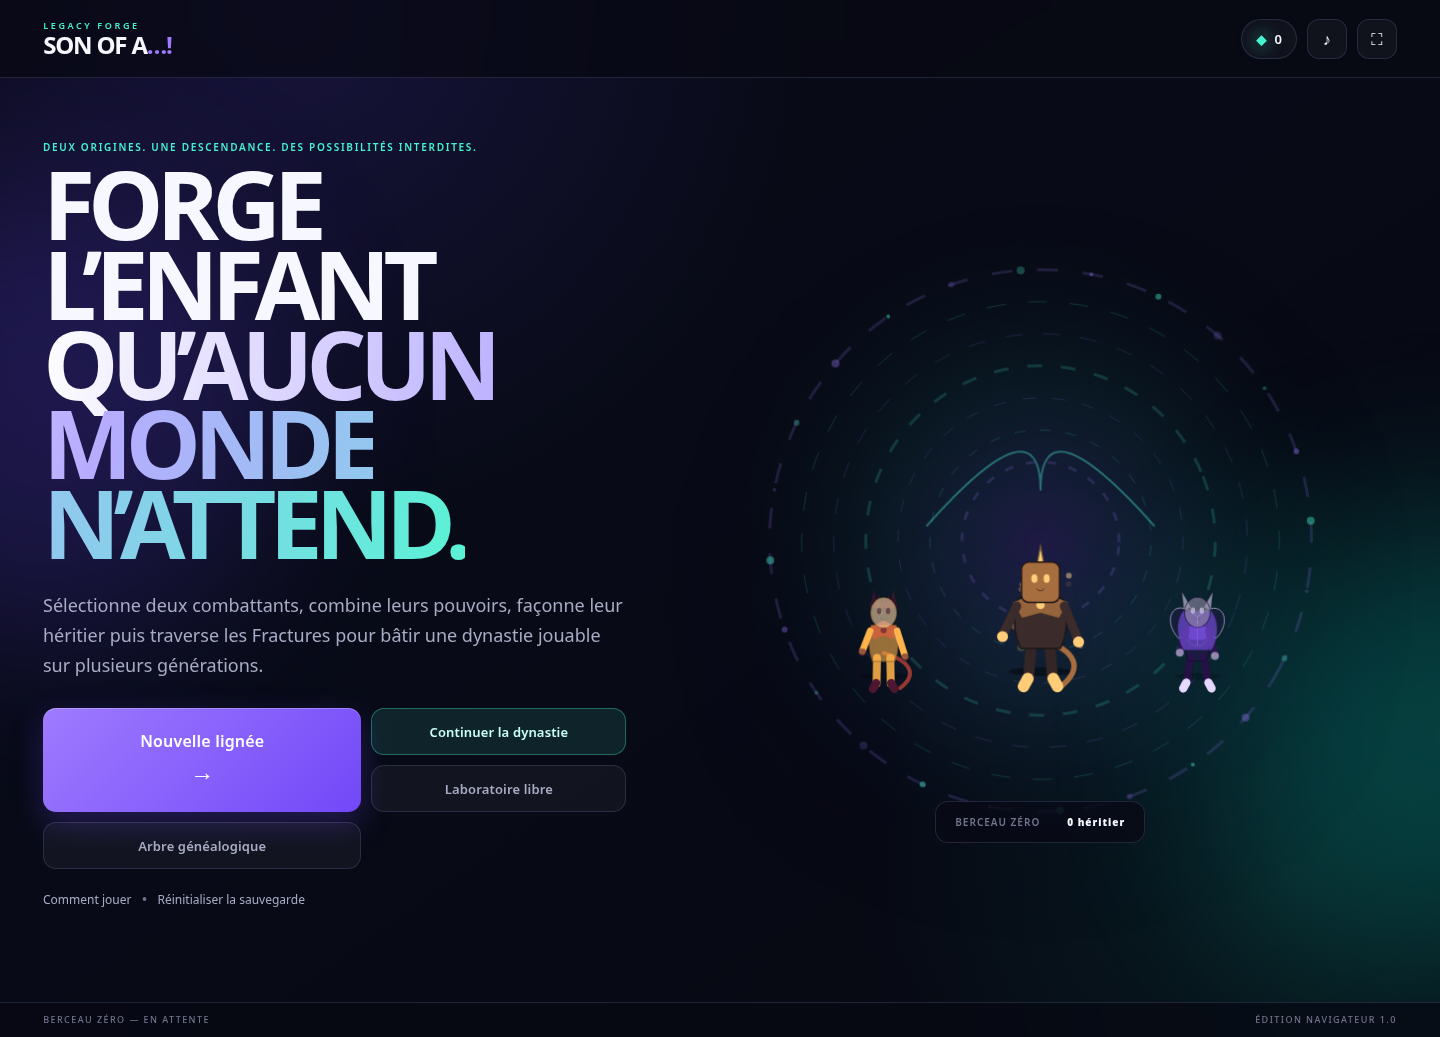 LEGACY FORGE
SON OF A...!
◆ 0
♪
DEUX ORIGINES. UNE DESCENDANCE. DES POSSIBILITÉS INTERDITES.
FORGE
L’ENFANT
QU’AUCUN
MONDE
N’ATTEND.
Sélectionne deux combattants, combine leurs pouvoirs, façonne leur
héritier puis traverse les Fractures pour bâtir une dynastie jouable
sur plusieurs générations.
Nouvelle lignée
→
Continuer la dynastie
Laboratoire libre
Arbre généalogique
Comment jouer • Réinitialiser la sauvegarde
BERCEAU ZÉRO 0 héritier
BERCEAU ZÉRO — EN ATTENTE
ÉDITION NAVIGATEUR 1.0